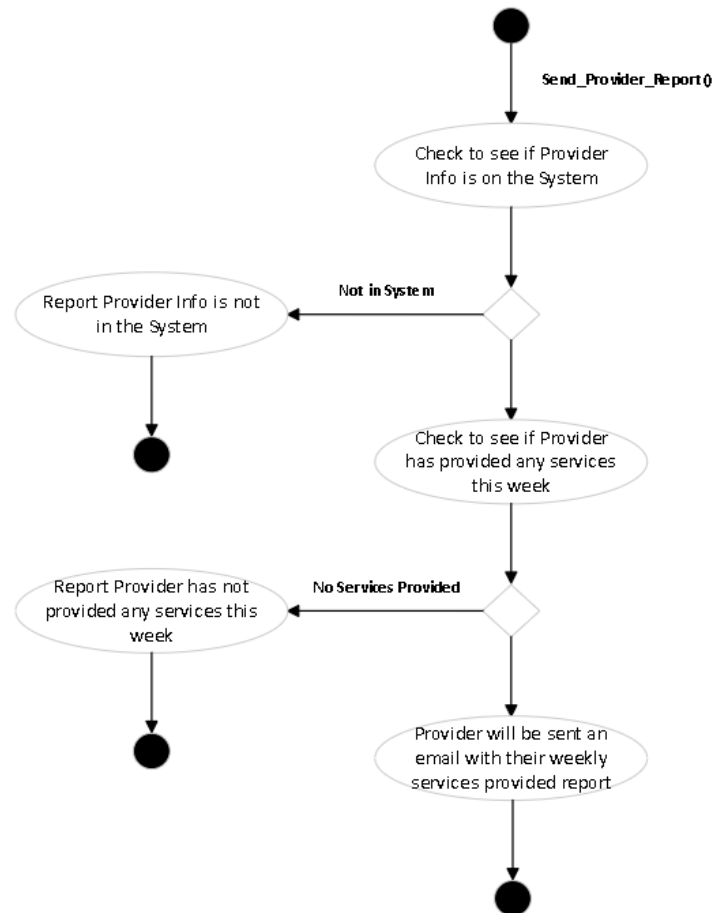 Send_Provider_Report()
Check to see if Provider
Info is on the System
Not in System
Report Provider Info is not
in the System
Check to see if Provider
has provided any services
this week
No Services Provided
Report Provider has not
provided any services this
week
Provider will be sent an
email with their weekly
services provided report